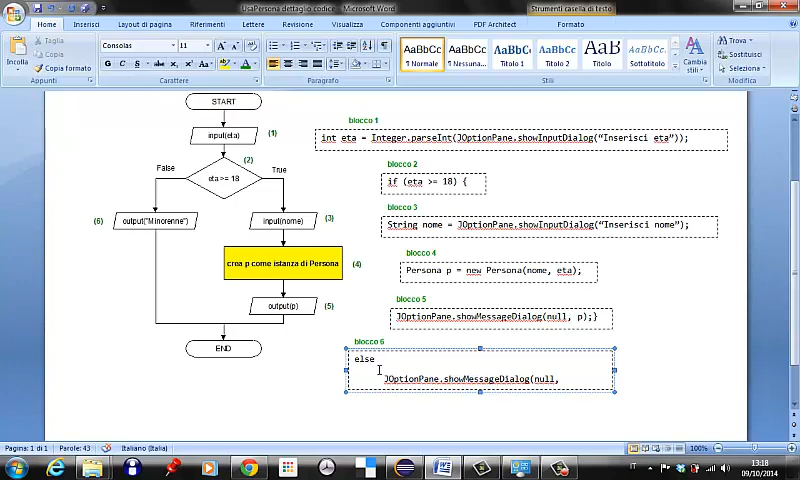 UsaPersona dettaglio codice - Microsoft Word
Strumenti casella di testo
Home Inserisci Layout di pagina Riferimenti Lettere Revisione Visualizza Componenti aggiuntivi PDF Architect Formato
Incolla
Taglia
Copia
Copia formato
Consolas 11
AaBbCc AaBbCc AaBbCc AaBbCc AaB AaBbCc
¶ Normale ¶ Nessuna... Titolo 1 Titolo 2 Titolo Sottotitolo
Cambia stili
Trova
Sostituisci
Seleziona
Appunti Carattere Paragrafo Stili Modifica
START
blocco 1
input(eta) (1)
int eta = Integer.parseInt(JOptionPane.showInputDialog(“Inserisci eta”));
(2)
blocco 2
False True
eta >= 18
if (eta >= 18) {
blocco 3
(6) output("Minorenne") input(nome) (3)
String nome = JOptionPane.showInputDialog(“Inserisci nome”);
blocco 4
crea p come istanza di Persona (4)
Persona p = new Persona(nome, eta);
blocco 5
output(p) (5)
JOptionPane.showMessageDialog(null, p);}
blocco 6
END
else
JOptionPane.showMessageDialog(null,
Pagina: 1 di 1 Parole: 43 Italiano (Italia) 100%
IT
13:18
09/10/2014